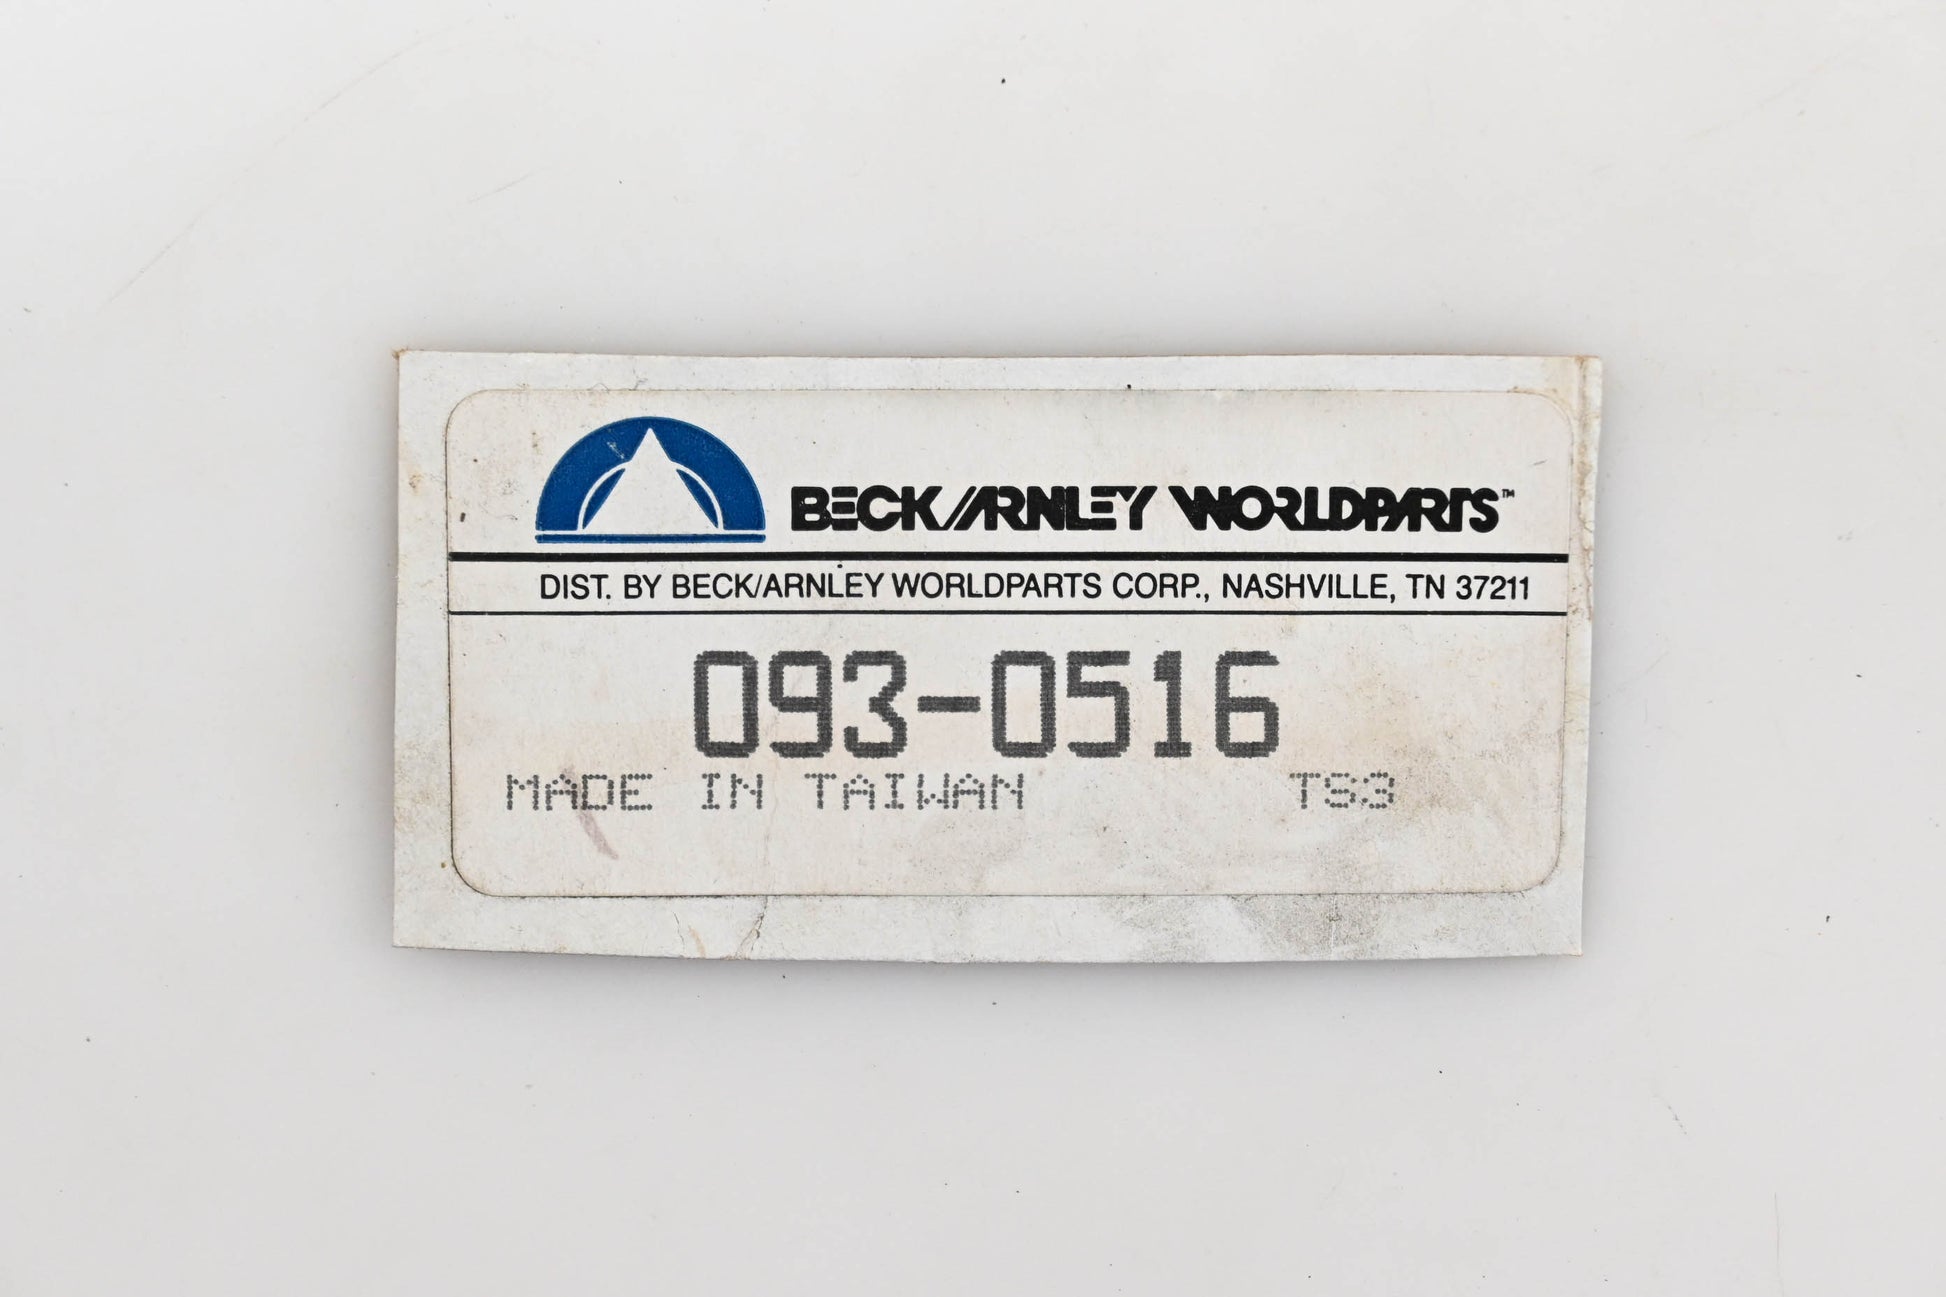 BECK/ARNLEY WORLDPARTS™
DIST. BY BECK/ARNLEY WORLDPARTS CORP., NASHVILLE, TN 37211
093-0516
MADE IN TAIWAN TS3